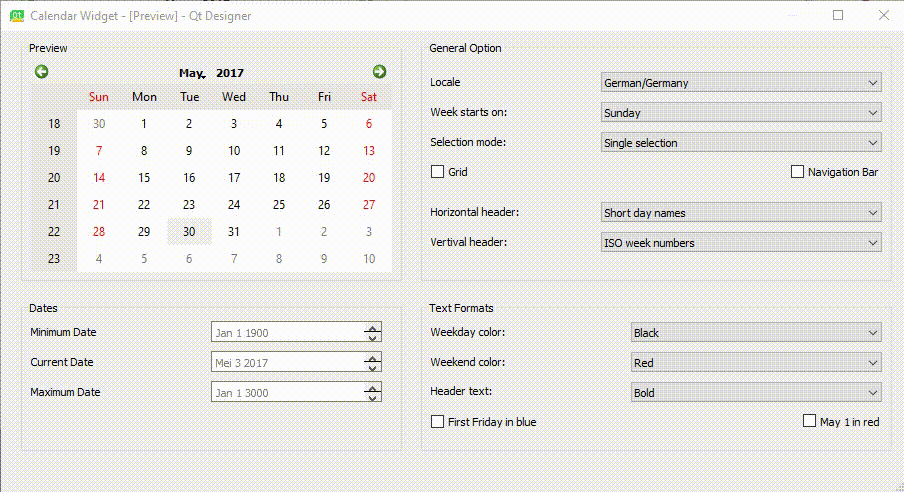 Calendar Widget - [Preview] - Qt Designer
Preview
May, 2017
Sun Mon Tue Wed Thu Fri Sat
18 30 1 2 3 4 5 6
19 7 8 9 10 11 12 13
20 14 15 16 17 18 19 20
21 21 22 23 24 25 26 27
22 28 29 30 31 1 2 3
23 4 5 6 7 8 9 10
General Option
Locale German/Germany
Week starts on: Sunday
Selection mode: Single selection
Grid Navigation Bar
Horizontal header: Short day names
Vertival header: ISO week numbers
Dates
Minimum Date Jan 1 1900
Current Date Mei 3 2017
Maximum Date Jan 1 3000
Text Formats
Weekday color: Black
Weekend color: Red
Header text: Bold
First Friday in blue May 1 in red